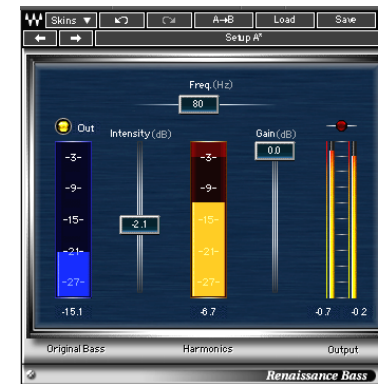 Skins ▼ A→B Load Save
Setup A*
Freq. (Hz)
80
Out Intensity (dB) Gain (dB)
0.0
-3- -3-
-9- -9-
-15- -15-
-2.1
-21- -21-
-27- -27-
-15.1 -6.7 -0.7 -0.2
Original Bass Harmonics Output
Renaissance Bass